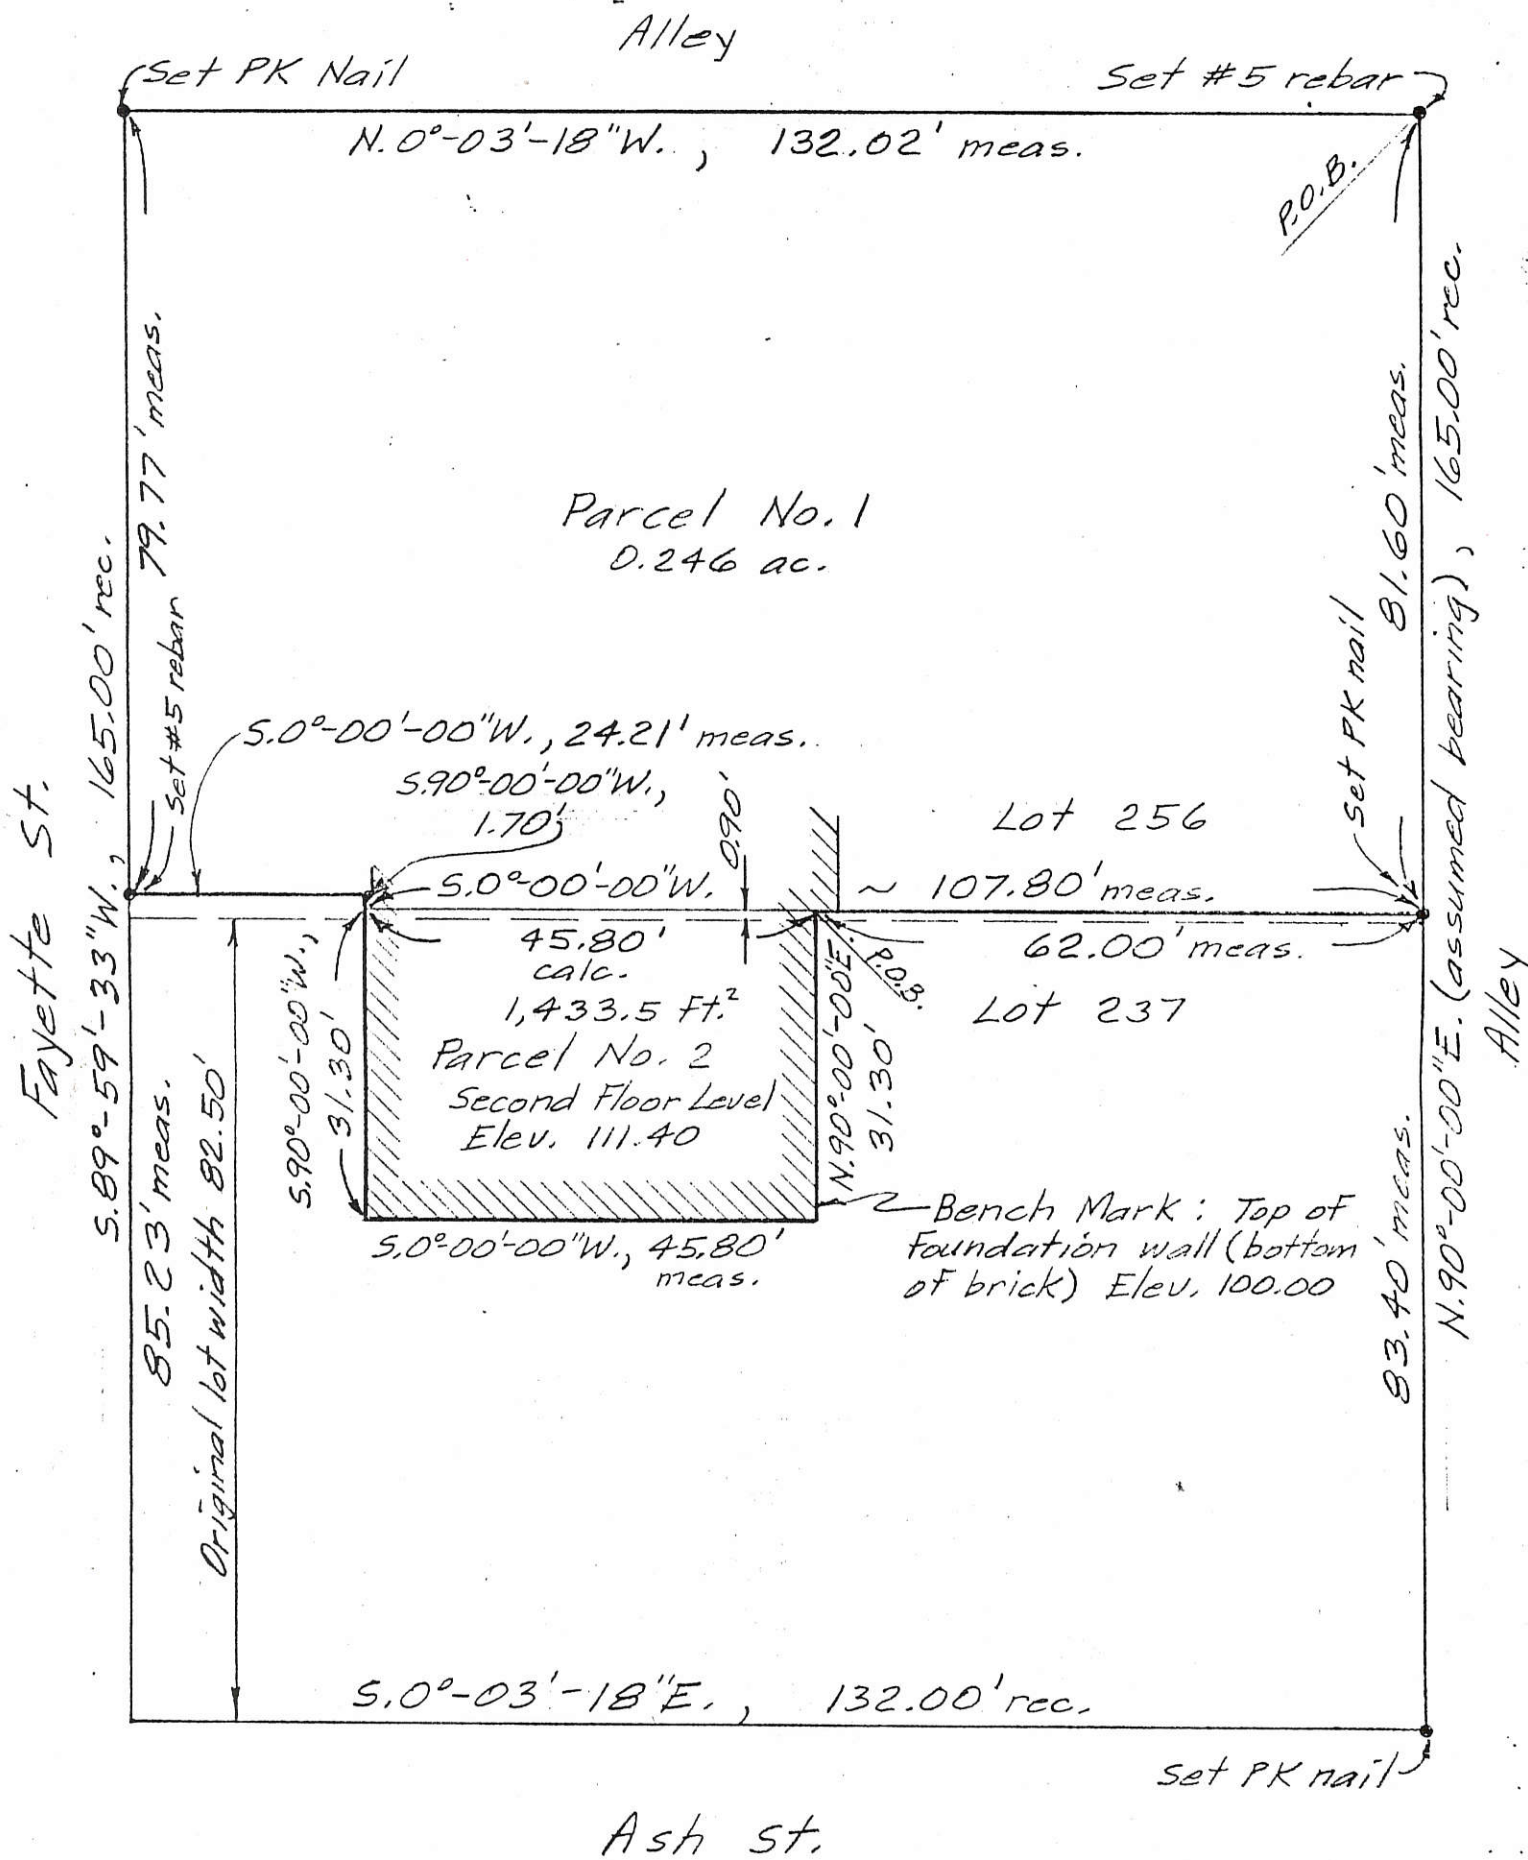 Alley
Set PK Nail
Set #5 rebar
N.0°-03'-18"W., 132.02' meas.
P.O.B.
79.77' meas.
Set #5 rebar
S.89°-59'-33"W., 165.00' rec.
Fayette St.
81.60' meas.
Set PK nail
N.90°-00'-00"E. (assumed bearing), 165.00' rec.
Alley
Parcel No. 1
0.246 ac.
S.0°-00'-00"W., 24.21' meas.
S.90°-00'-00"W.,
1.70'
0.90'
Lot 256
S.0°-00'-00"W. ~ 107.80' meas.
45.80'
calc.
62.00' meas.
P.O.B.
Lot 237
1,433.5 Ft.²
Parcel No. 2
Second Floor Level
Elev. 111.40
S.90°-00'-00"W.,
31.30'
N.90°-00'-00"E.
31.30'
S.0°-00'-00"W., 45.80'
meas.
Bench Mark: Top of
Foundation wall (bottom
of brick) Elev. 100.00
85.23' meas.
Original lot width 82.50'
83.40' meas.
S.0°-03'-18"E., 132.00' rec.
Set PK nail
Ash St.